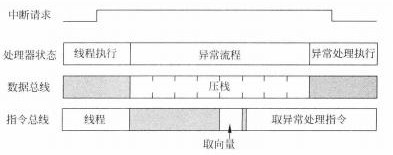 中断请求
处理器状态 线程执行 异常流程 异常处理执行
数据总线 压栈
指令总线 线程 取异常处理指令
取向量